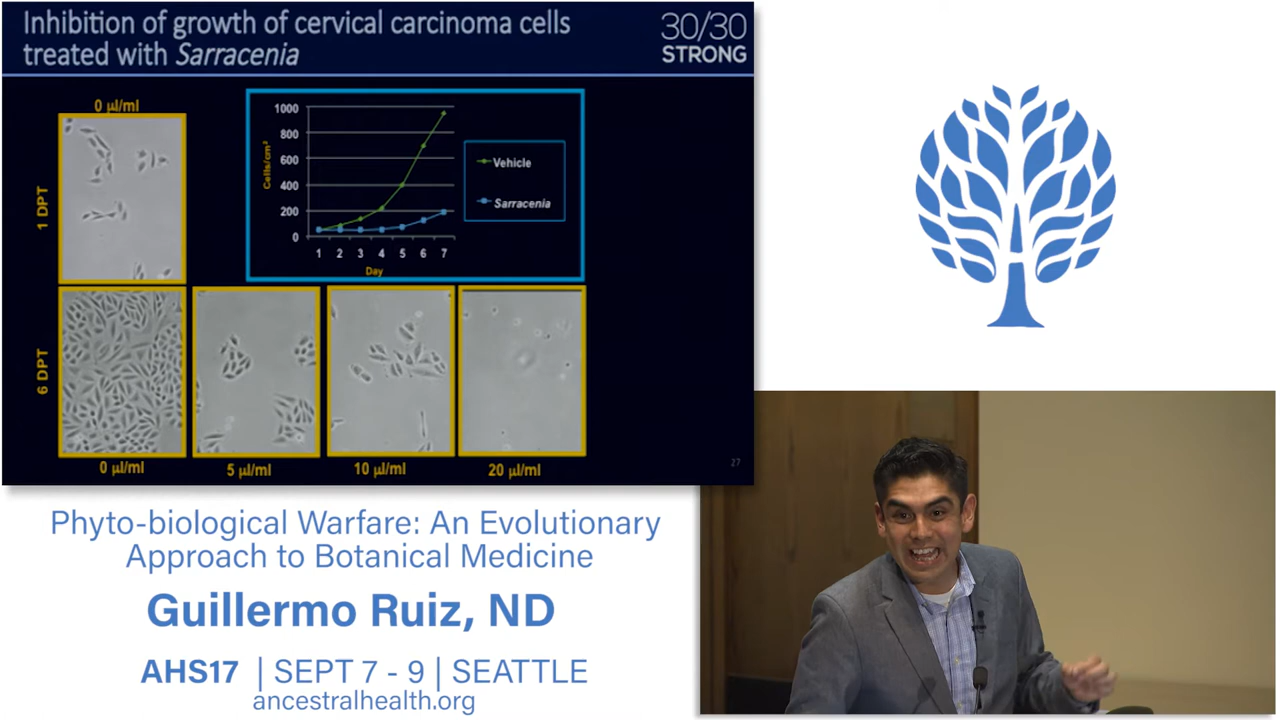 Inhibition of growth of cervical carcinoma cells
treated with Sarracenia
30/30
STRONG
0 µl/ml
1 DPT
1000
800
600
400
200
0
Cells/cm²
1 2 3 4 5 6 7
Day
Vehicle
Sarracenia
6 DPT
0 µl/ml
5 µl/ml
10 µl/ml
20 µl/ml
27
Phyto-biological Warfare: An Evolutionary
Approach to Botanical Medicine
Guillermo Ruiz, ND
AHS17 | SEPT 7 - 9 | SEATTLE
ancestralhealth.org